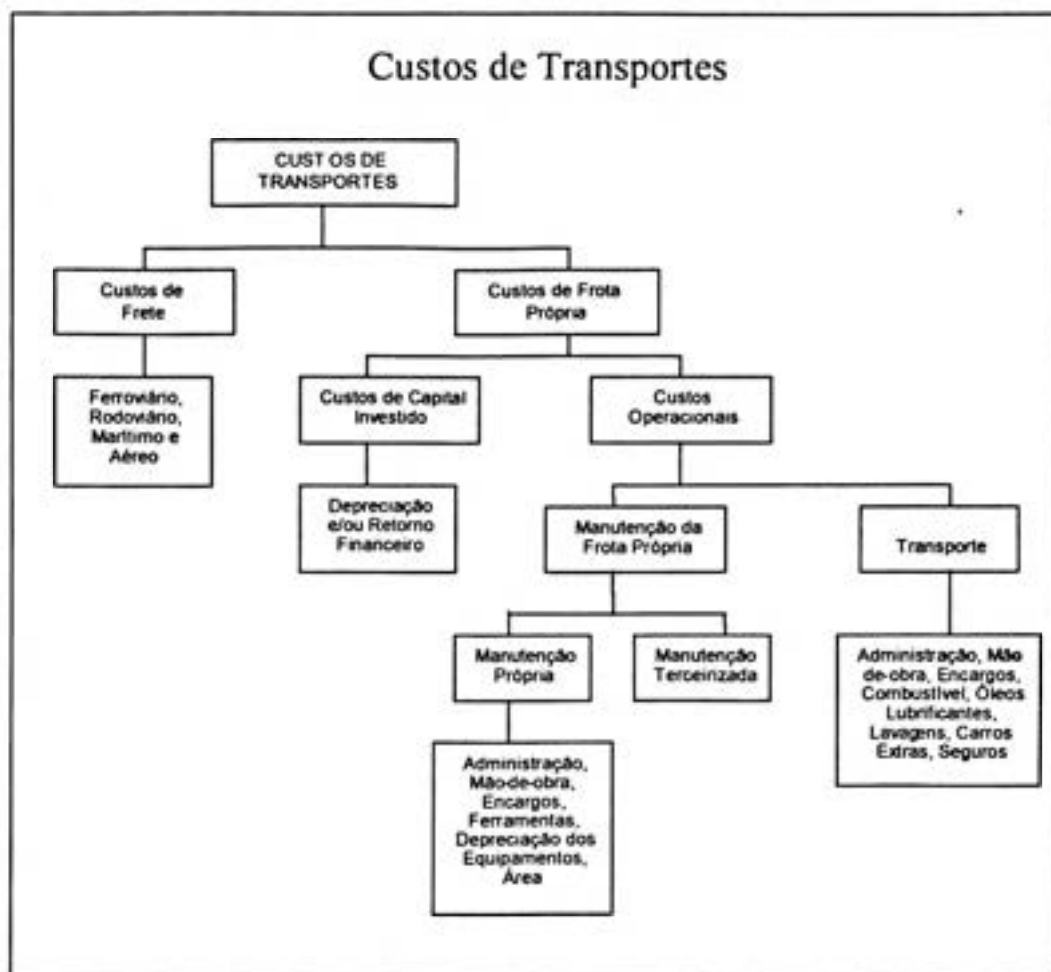 Custos de Transportes
CUSTOS DE
TRANSPORTES
Custos de
Frete
Custos de Frota
Própria
Ferroviário,
Rodoviário,
Marítimo e
Aéreo
Custos de Capital
Investido
Custos
Operacionais
Depreciação
e/ou Retorno
Financeiro
Manutenção da
Frota Própria
Transporte
Manutenção
Própria
Manutenção
Terceirizada
Administração, Mão
de-obra, Encargos,
Combustível, Óleos
Lubrificantes,
Lavagens, Carros
Extras, Seguros
Administração,
Mão-de-obra,
Encargos,
Ferramentas,
Depreciação dos
Equipamentos,
Área